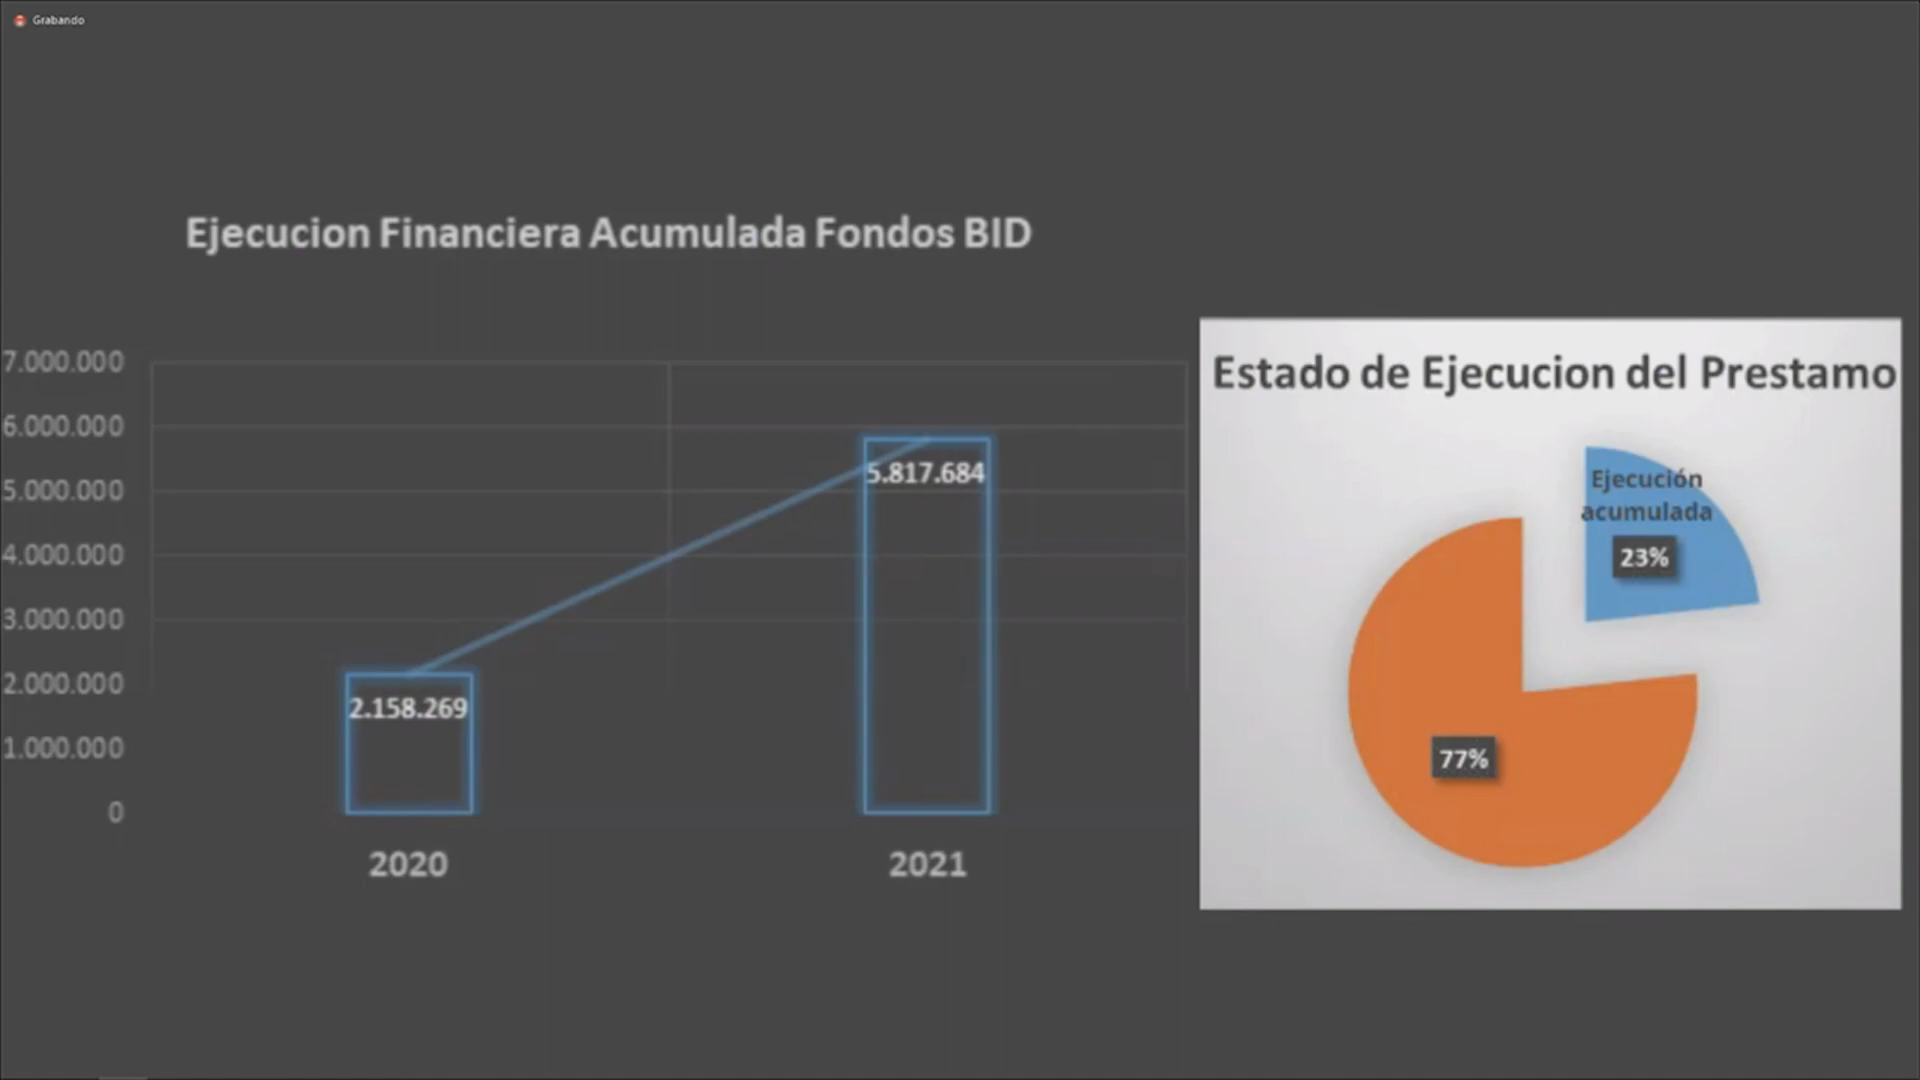 Grabando
Ejecucion Financiera Acumulada Fondos BID
7.000.000
6.000.000
5.000.000
4.000.000
3.000.000
2.000.000
1.000.000
0
2.158.269
5.817.684
2020
2021
Estado de Ejecucion del Prestamo
Ejecución
acumulada
23%
77%